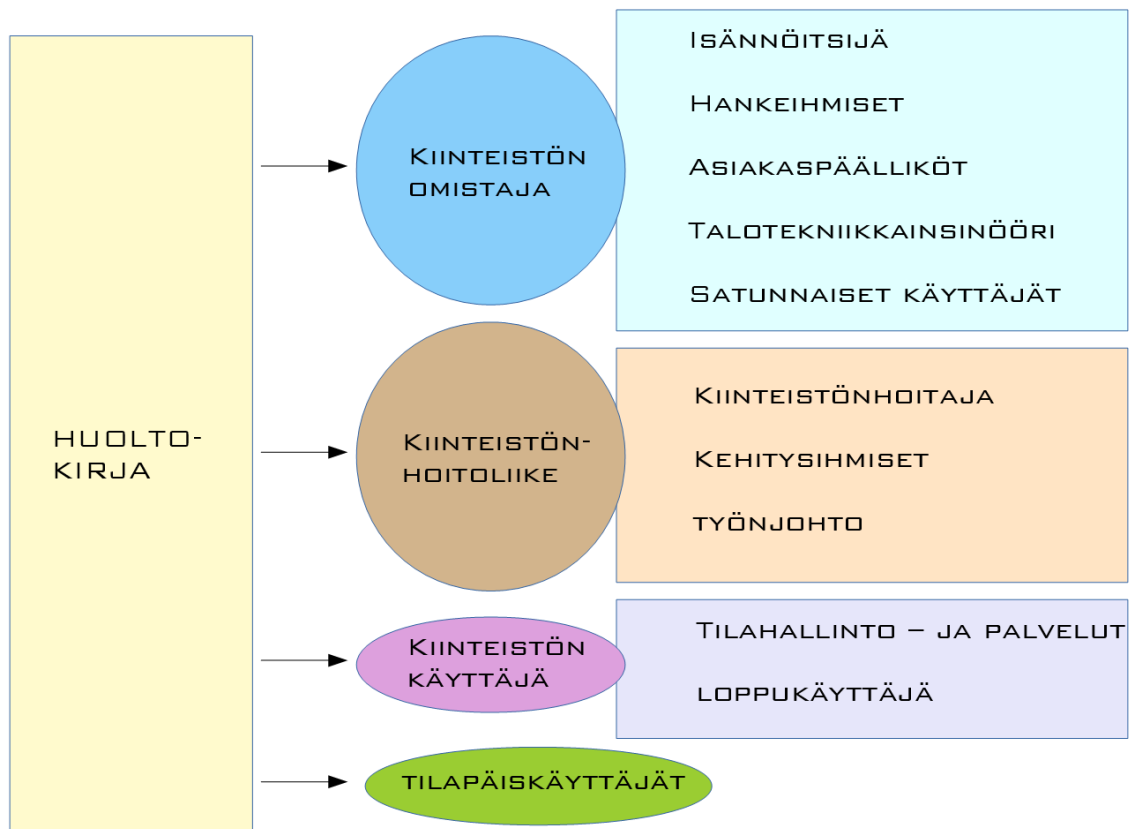 HUOLTO-
KIRJA
KIINTEISTÖN
OMISTAJA
ISÄNNÖITSIJÄ
HANKEIHMISET
ASIAKASPÄÄLLIKÖT
TALOTEKNIIKKAINSINÖÖRI
SATUNNAISET KÄYTTÄJÄT
KIINTEISTÖN-
HOITOLIIKE
KIINTEISTÖNHOITAJA
KEHITYSIHMISET
TYÖNJOHTO
KIINTEISTÖN
KÄYTTÄJÄ
TILAHALLINTO – JA PALVELUT
LOPPUKÄYTTÄJÄ
TILAPÄISKÄYTTÄJÄT